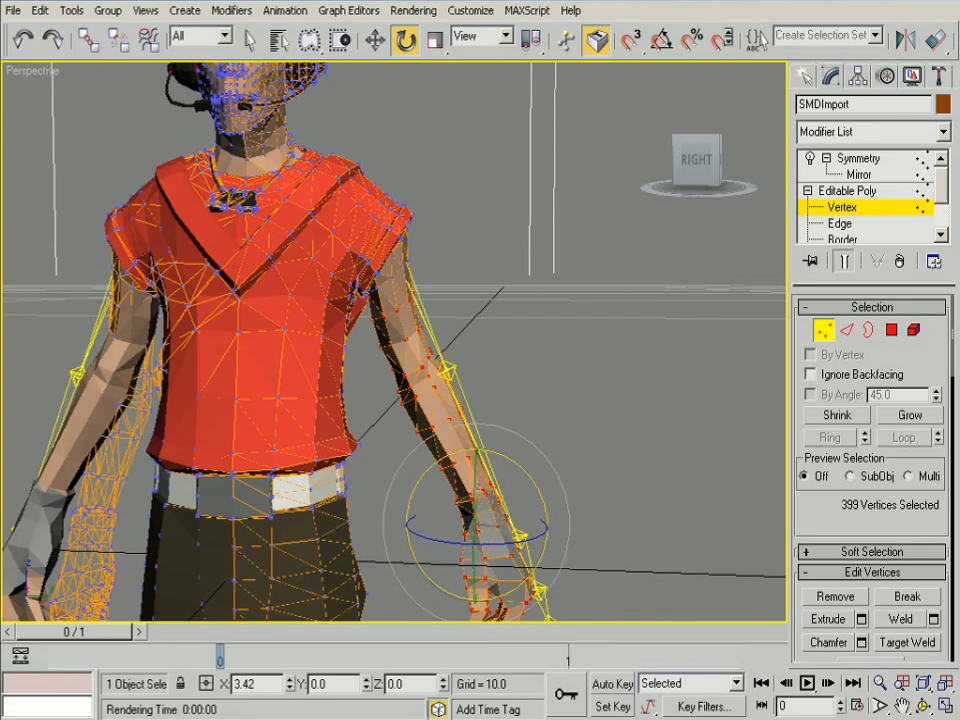 File Edit Tools Group Views Create Modifiers Animation Graph Editors Rendering Customize MAXScript Help
All View 3 % ABC Create Selection Set
Perspective
RIGHT
SMDImport
Modifier List
Symmetry
Mirror
Editable Poly
Vertex
Edge
Border
- Selection
By Vertex
Ignore Backfacing
By Angle: 45.0
Shrink Grow
Ring Loop
Preview Selection
Off SubObj Multi
399 Vertices Selected
+ Soft Selection
- Edit Vertices
Remove Break
Extrude Weld
Chamfer Target Weld
< 0 / 1 >
0 1
1 Object Sele X: 3.42 Y: 0.0 Z: 0.0 Grid = 10.0 Auto Key Selected
Rendering Time 0:00:00 Add Time Tag Set Key Key Filters... 0